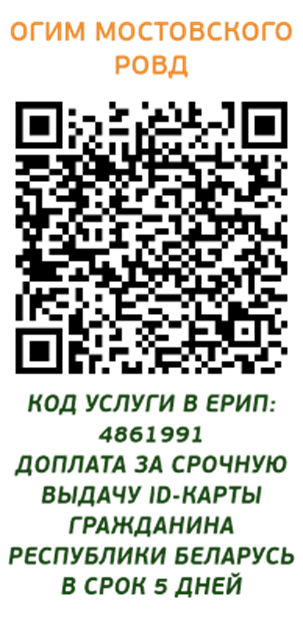 ОГИМ МОСТОВСКОГО
РОВД
КОД УСЛУГИ В ЕРИП:
4861991
ДОПЛАТА ЗА СРОЧНУЮ
ВЫДАЧУ ID-КАРТЫ
ГРАЖДАНИНА
РЕСПУБЛИКИ БЕЛАРУСЬ
В СРОК 5 ДНЕЙ